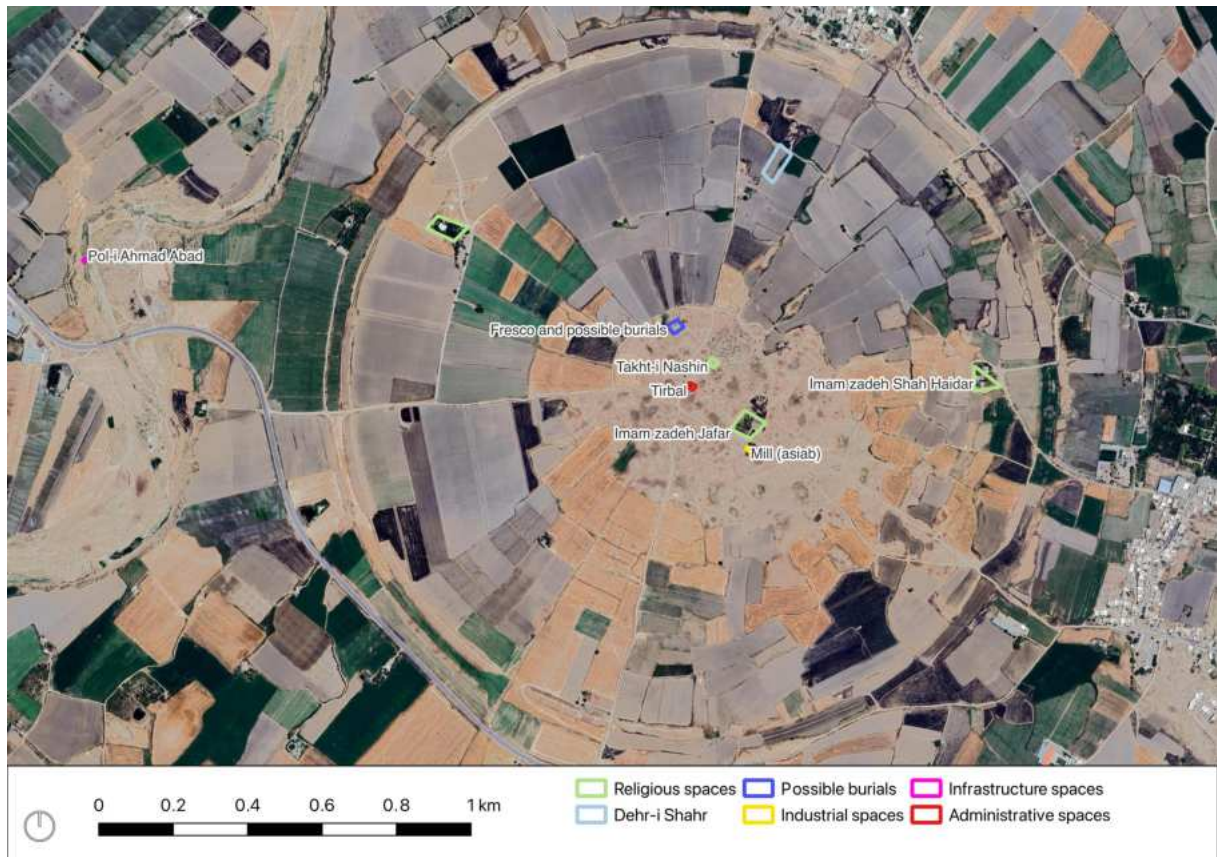 Pol-i Ahmad Abad
Fresco and possible burials
Takht-i Nashin
Tirbal
Imam zadeh Shah Haidar
Imam zadeh Jafar
Mill (asiab)
0 0.2 0.4 0.6 0.8 1 km
Religious spaces Possible burials Infrastructure spaces
Dehr-i Shahr Industrial spaces Administrative spaces